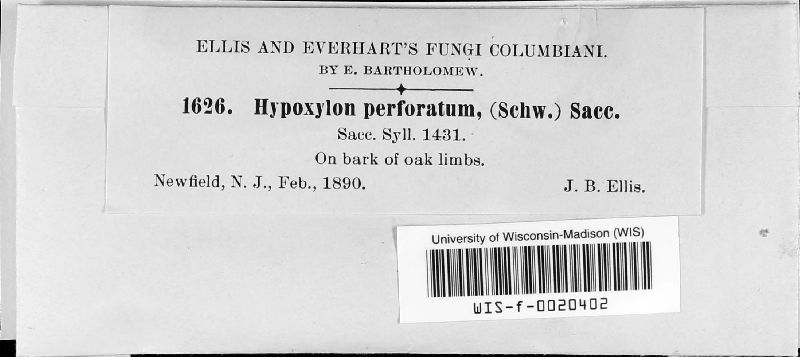 ELLIS AND EVERHART'S FUNGI COLUMBIANI.
BY E. BARTHOLOMEW.
1626. Hypoxylon perforatum, (Schw.) Sacc.
Sacc. Syll. 1431.
On bark of oak limbs.
Newfield, N. J., Feb., 1890. J. B. Ellis.
University of Wisconsin-Madison (WIS)
WIS-f-0020402